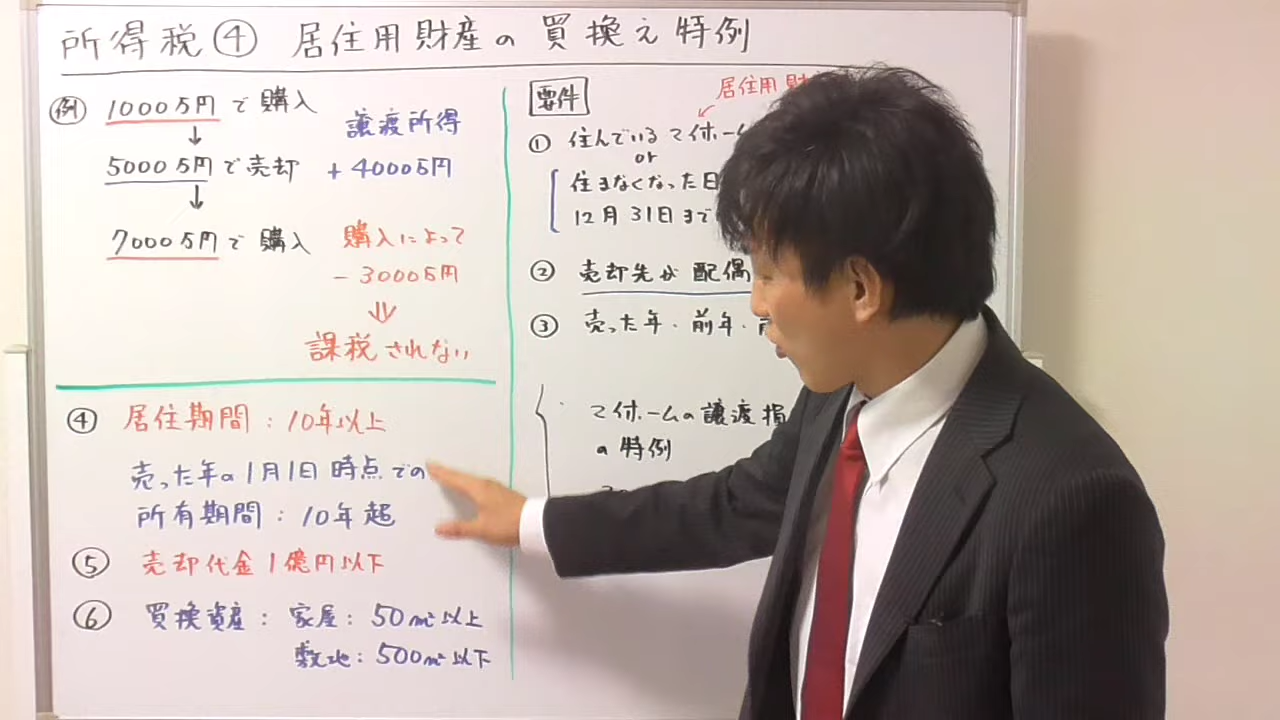 所得税④ 居住用財産の買換え特例
例 1000万円で購入
↓
5000万円で売却
↓
7000万円で購入
譲渡所得
+4000万円
購入によって
-3000万円
⇓
課税されない
要件
居住用財
① 住んでいるマイホーム
or
住まなくなった日
12月31日まで
② 売却先が配偶
③ 売った年・前年・前
マイホームの譲渡損
の特例
④ 居住期間:10年以上
売った年の1月1日時点での
所有期間:10年超
⑤ 売却代金1億円以下
⑥ 買換資産:家屋:50m²以上
敷地:500m²以下